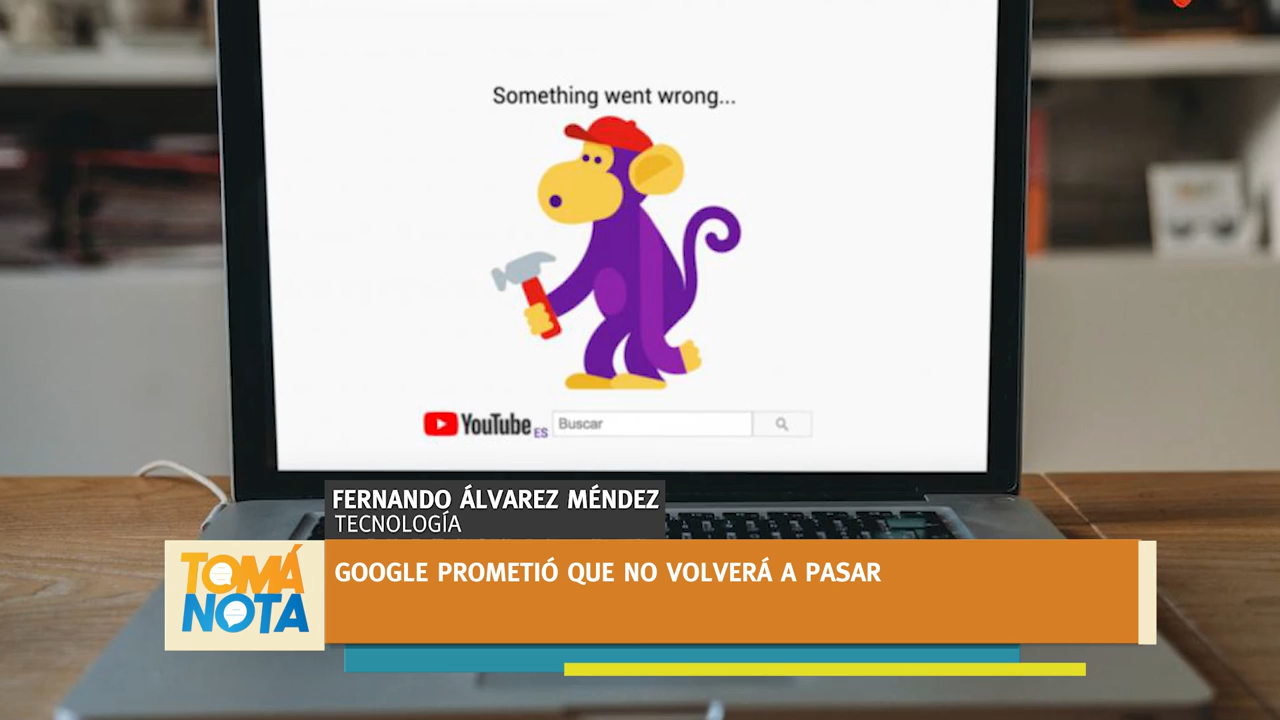 Something went wrong...
YouTube ES
Buscar
FERNANDO ÁLVAREZ MÉNDEZ
TECNOLOGÍA
TOMÁ
NOTA
GOOGLE PROMETIÓ QUE NO VOLVERÁ A PASAR